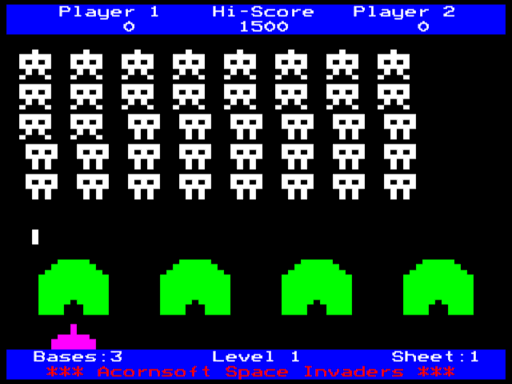 Player 1 Hi-Score Player 2
0 1500 0
Bases:3 Level 1 Sheet:1
*** Acornsoft Space Invaders ***